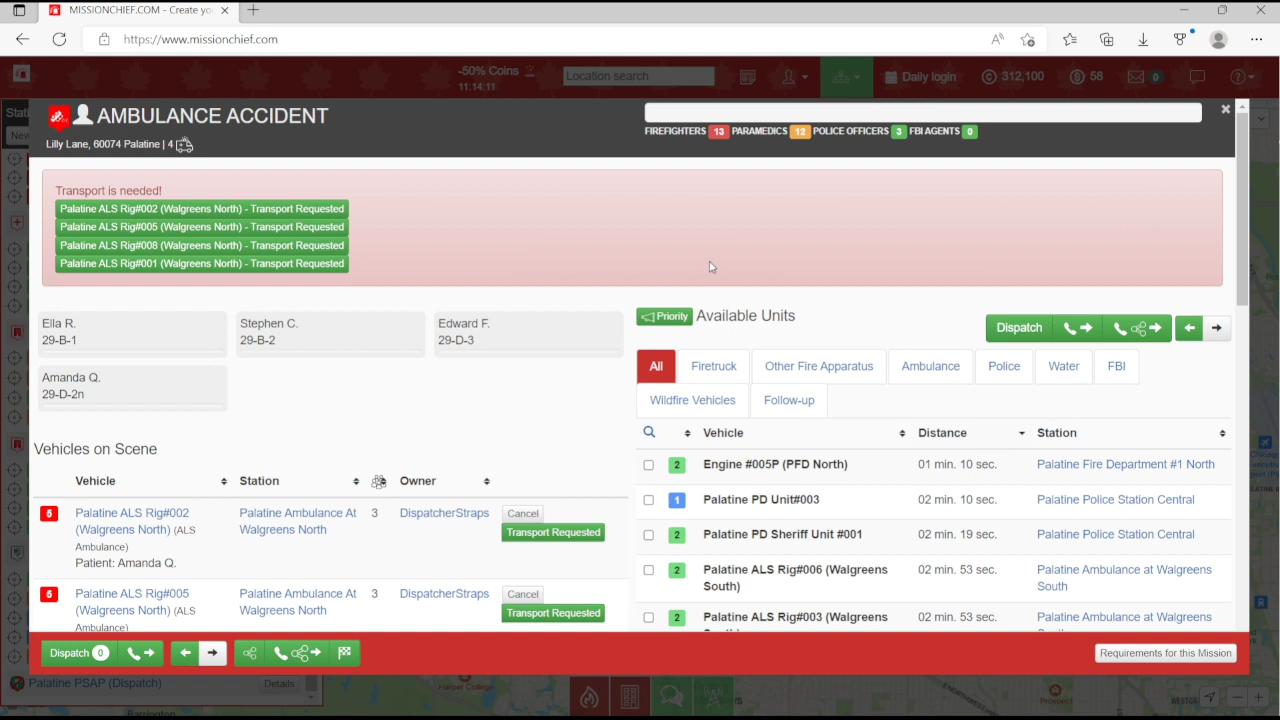 MISSIONCHIEF.COM - Create yo
https://www.missionchief.com
-50% Coins
11:14:11
Location search
Daily login
312,100
58
0
AMBULANCE ACCIDENT
Lilly Lane, 60074 Palatine | 4
FIREFIGHTERS 13 PARAMEDICS 12 POLICE OFFICERS 3 FBI AGENTS 0
Transport is needed!
Palatine ALS Rig#002 (Walgreens North) - Transport Requested
Palatine ALS Rig#005 (Walgreens North) - Transport Requested
Palatine ALS Rig#008 (Walgreens North) - Transport Requested
Palatine ALS Rig#001 (Walgreens North) - Transport Requested
Ella R.
29-B-1
Stephen C.
29-B-2
Edward F.
29-D-3
Amanda Q.
29-D-2n
Vehicles on Scene
Vehicle Station Owner
5 Palatine ALS Rig#002 (Walgreens North) (ALS Ambulance)
Patient: Amanda Q.
Palatine Ambulance At Walgreens North
3 DispatcherStraps
Cancel
Transport Requested
5 Palatine ALS Rig#005 (Walgreens North) (ALS Ambulance)
Palatine Ambulance At Walgreens North
3 DispatcherStraps
Cancel
Transport Requested
Priority Available Units
Dispatch
All Firetruck Other Fire Apparatus Ambulance Police Water FBI
Wildfire Vehicles Follow-up
Vehicle Distance Station
2 Engine #005P (PFD North) 01 min. 10 sec. Palatine Fire Department #1 North
1 Palatine PD Unit#003 02 min. 10 sec. Palatine Police Station Central
2 Palatine PD Sheriff Unit #001 02 min. 19 sec. Palatine Police Station Central
2 Palatine ALS Rig#006 (Walgreens South) 02 min. 53 sec. Palatine Ambulance at Walgreens South
2 Palatine ALS Rig#003 (Walgreens 02 min. 53 sec. Palatine Ambulance at Walgreens
Dispatch 0
Requirements for this Mission
Palatine PSAP (Dispatch) Details
Harper College
Barrington